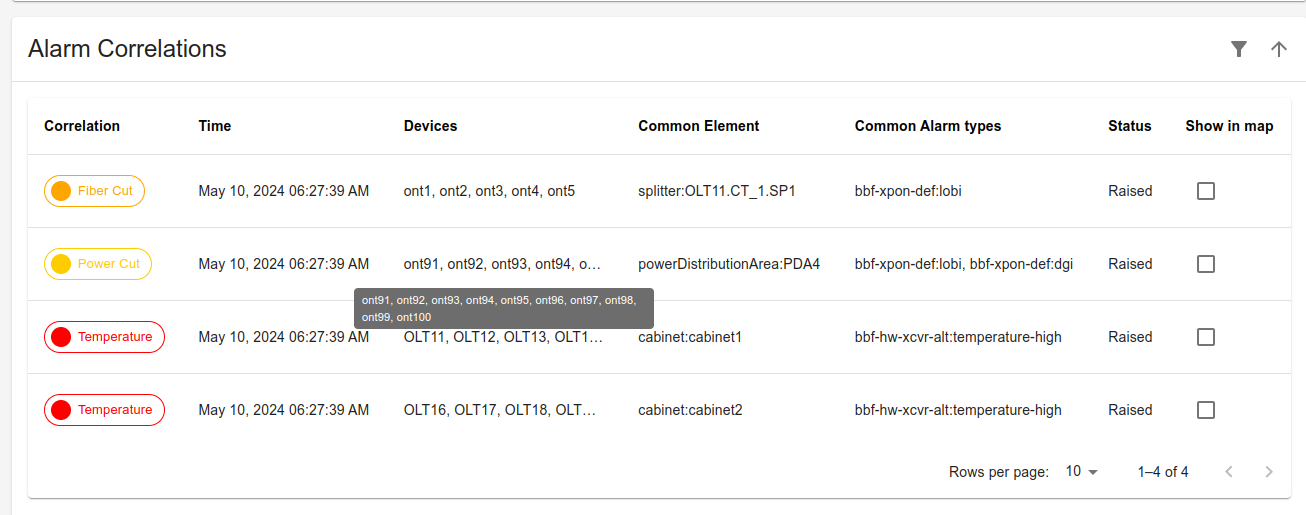 Alarm Correlations
Correlation Time Devices Common Element Common Alarm types Status Show in map
Fiber Cut May 10, 2024 06:27:39 AM ont1, ont2, ont3, ont4, ont5 splitter:OLT11.CT_1.SP1 bbf-xpon-def:lobi Raised
Power Cut May 10, 2024 06:27:39 AM ont91, ont92, ont93, ont94, o... powerDistributionArea:PDA4 bbf-xpon-def:lobi, bbf-xpon-def:dgi Raised
ont91, ont92, ont93, ont94, ont95, ont96, ont97, ont98,
ont99, ont100
Temperature May 10, 2024 06:27:39 AM OLT11, OLT12, OLT13, OLT1... cabinet:cabinet1 bbf-hw-xcvr-alt:temperature-high Raised
Temperature May 10, 2024 06:27:39 AM OLT16, OLT17, OLT18, OLT... cabinet:cabinet2 bbf-hw-xcvr-alt:temperature-high Raised
Rows per page: 10 1–4 of 4